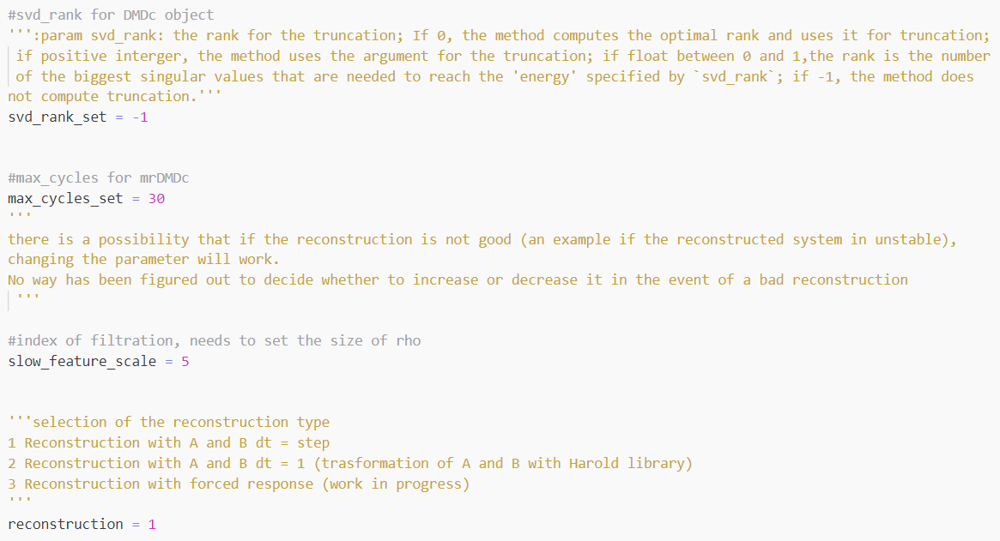 #svd_rank for DMDc object
''':param svd_rank: the rank for the truncation; If 0, the method computes the optimal rank and uses it for truncation;
if positive interger, the method uses the argument for the truncation; if float between 0 and 1,the rank is the number
of the biggest singular values that are needed to reach the 'energy' specified by `svd_rank`; if -1, the method does
not compute truncation.'''
svd_rank_set = -1
#max_cycles for mrDMDc
max_cycles_set = 30
'''
there is a possibility that if the reconstruction is not good (an example if the reconstructed system in unstable),
changing the parameter will work.
No way has been figured out to decide whether to increase or decrease it in the event of a bad reconstruction
'''
#index of filtration, needs to set the size of rho
slow_feature_scale = 5
'''selection of the reconstruction type
1 Reconstruction with A and B dt = step
2 Reconstruction with A and B dt = 1 (trasformation of A and B with Harold library)
3 Reconstruction with forced response (work in progress)
'''
reconstruction = 1